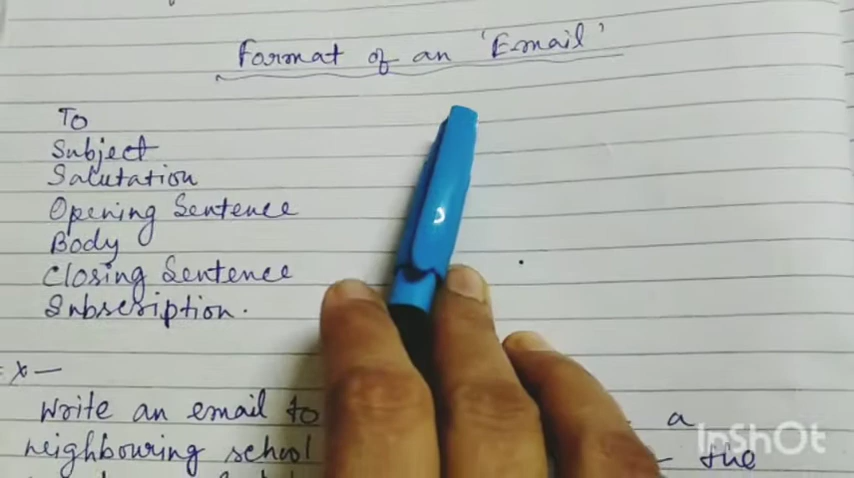 Format of an 'Email'
To
Subject
Salutation
Opening Sentence
Body
Closing Sentence
Subscription.
x —
Write an email to a
neighbouring school - the
InShOt